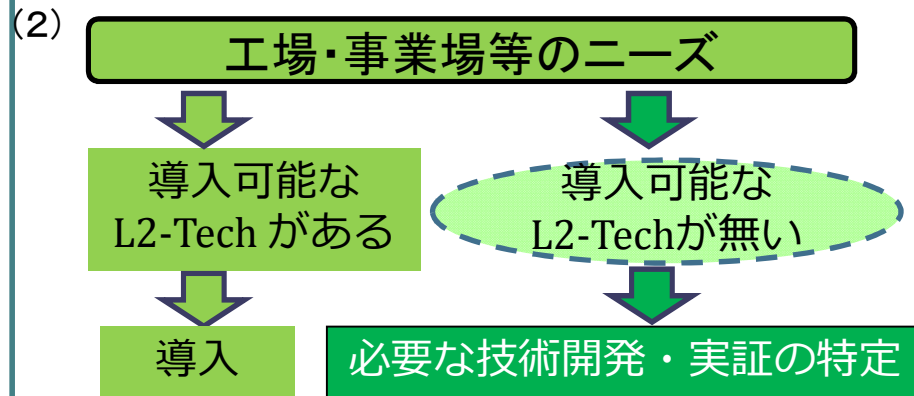 (2)
工場・事業場等のニーズ
導入可能な
L2-Tech がある
導入可能な
L2-Techが無い
導入
必要な技術開発・実証の特定